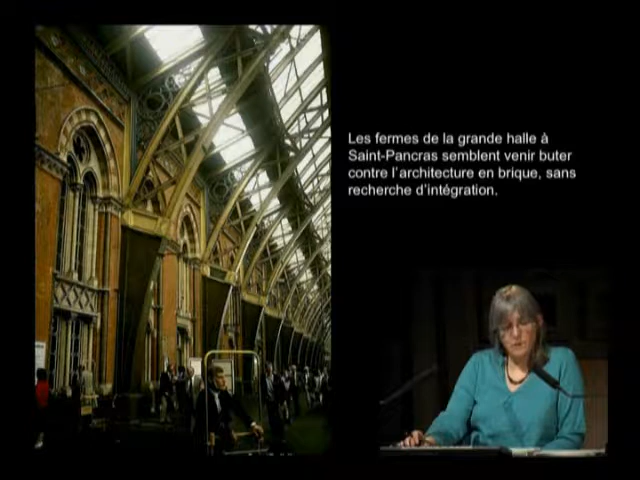 Les fermes de la grande halle à
Saint-Pancras semblent venir buter
contre l'architecture en brique, sans
recherche d'intégration.